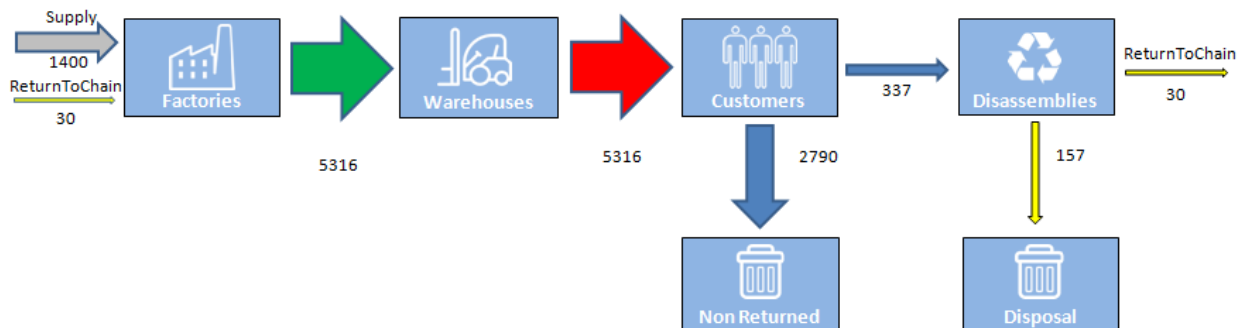 Supply
1400
ReturnToChain
30
Factories
5316
Warehouses
5316
Customers
337
Disassemblies
ReturnToChain
30
2790
157
Non Returned
Disposal